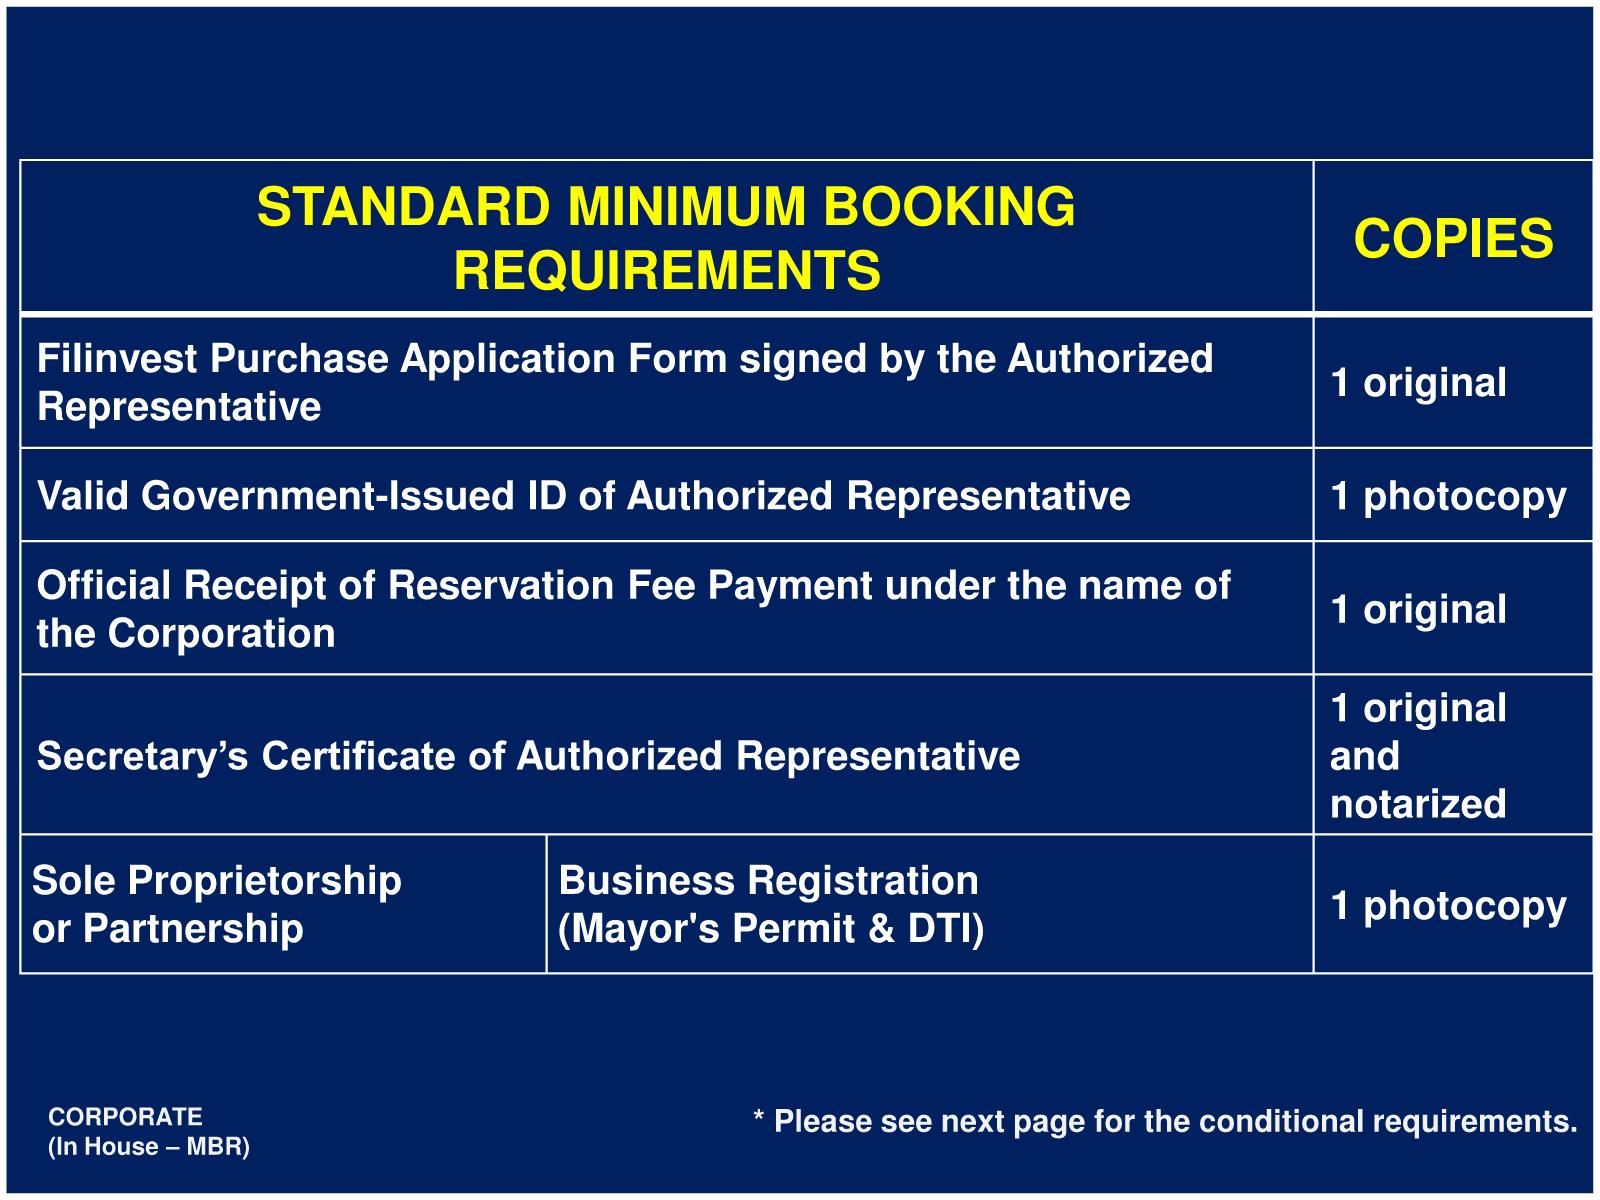 STANDARD MINIMUM BOOKING
REQUIREMENTS
COPIES
Filinvest Purchase Application Form signed by the Authorized
Representative
1 original
Valid Government-Issued ID of Authorized Representative
1 photocopy
Official Receipt of Reservation Fee Payment under the name of
the Corporation
1 original
Secretary’s Certificate of Authorized Representative
1 original
and
notarized
Sole Proprietorship
or Partnership
Business Registration
(Mayor's Permit & DTI)
1 photocopy
CORPORATE
(In House – MBR)
* Please see next page for the conditional requirements.